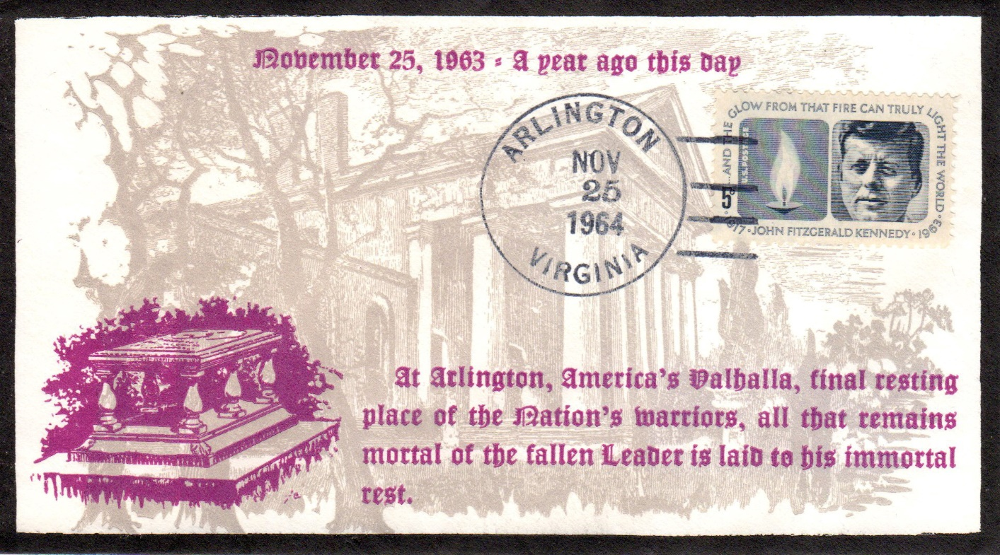 November 25, 1963 - A year ago this day
ARLINGTON
NOV
25
1964
VIRGINIA
...AND THE GLOW FROM THAT FIRE CAN TRULY LIGHT THE WORLD
U.S. POSTAGE
5c
1917 · JOHN FITZGERALD KENNEDY · 1963
At Arlington, America's Valhalla, final resting
place of the Nation's warriors, all that remains
mortal of the fallen Leader is laid to his immortal
rest.